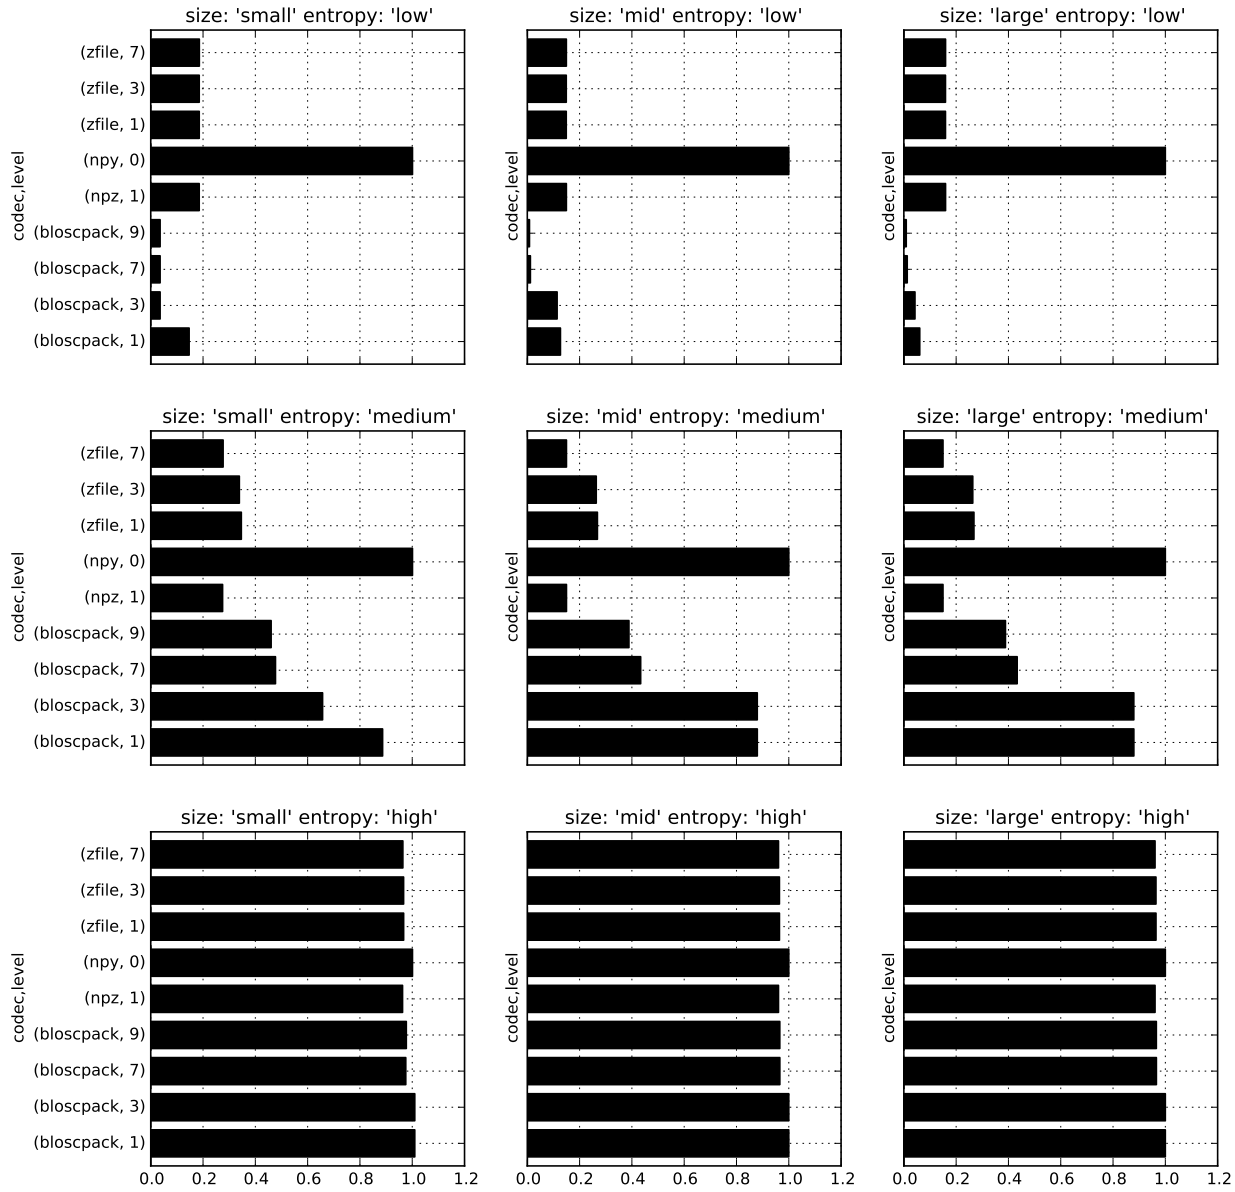 size: 'small' entropy: 'low'
size: 'mid' entropy: 'low'
size: 'large' entropy: 'low'
(zfile, 7)
(zfile, 3)
(zfile, 1)
(npy, 0)
(npz, 1)
(bloscpack, 9)
(bloscpack, 7)
(bloscpack, 3)
(bloscpack, 1)
codec,level
codec,level
codec,level
size: 'small' entropy: 'medium'
size: 'mid' entropy: 'medium'
size: 'large' entropy: 'medium'
(zfile, 7)
(zfile, 3)
(zfile, 1)
(npy, 0)
(npz, 1)
(bloscpack, 9)
(bloscpack, 7)
(bloscpack, 3)
(bloscpack, 1)
codec,level
codec,level
codec,level
size: 'small' entropy: 'high'
size: 'mid' entropy: 'high'
size: 'large' entropy: 'high'
(zfile, 7)
(zfile, 3)
(zfile, 1)
(npy, 0)
(npz, 1)
(bloscpack, 9)
(bloscpack, 7)
(bloscpack, 3)
(bloscpack, 1)
codec,level
codec,level
codec,level
0.0 0.2 0.4 0.6 0.8 1.0 1.2
0.0 0.2 0.4 0.6 0.8 1.0 1.2
0.0 0.2 0.4 0.6 0.8 1.0 1.2